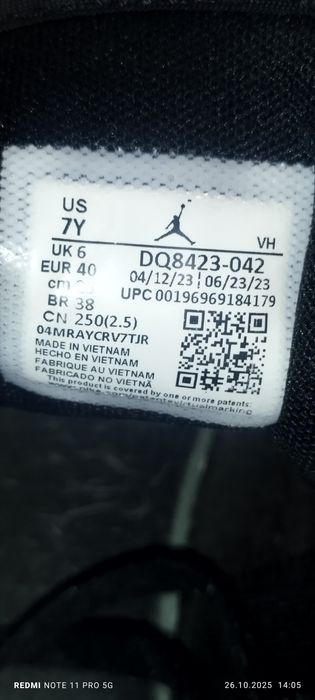 US
7Y
VH
UK 6
EUR 40
cm
BR 38
CN 250(2.5)
04MRAYCRV7TJR
DQ8423-042
04/12/23 | 06/23/23
UPC 00196969184179
MADE IN VIETNAM
HECHO EN VIETNAM
FABRIQUE AU VIETNAM
FABRICADO NO VIETNÃ
This product is covered by one or more patents:
REDMI NOTE 11 PRO 5G
26.10.2025 14:05